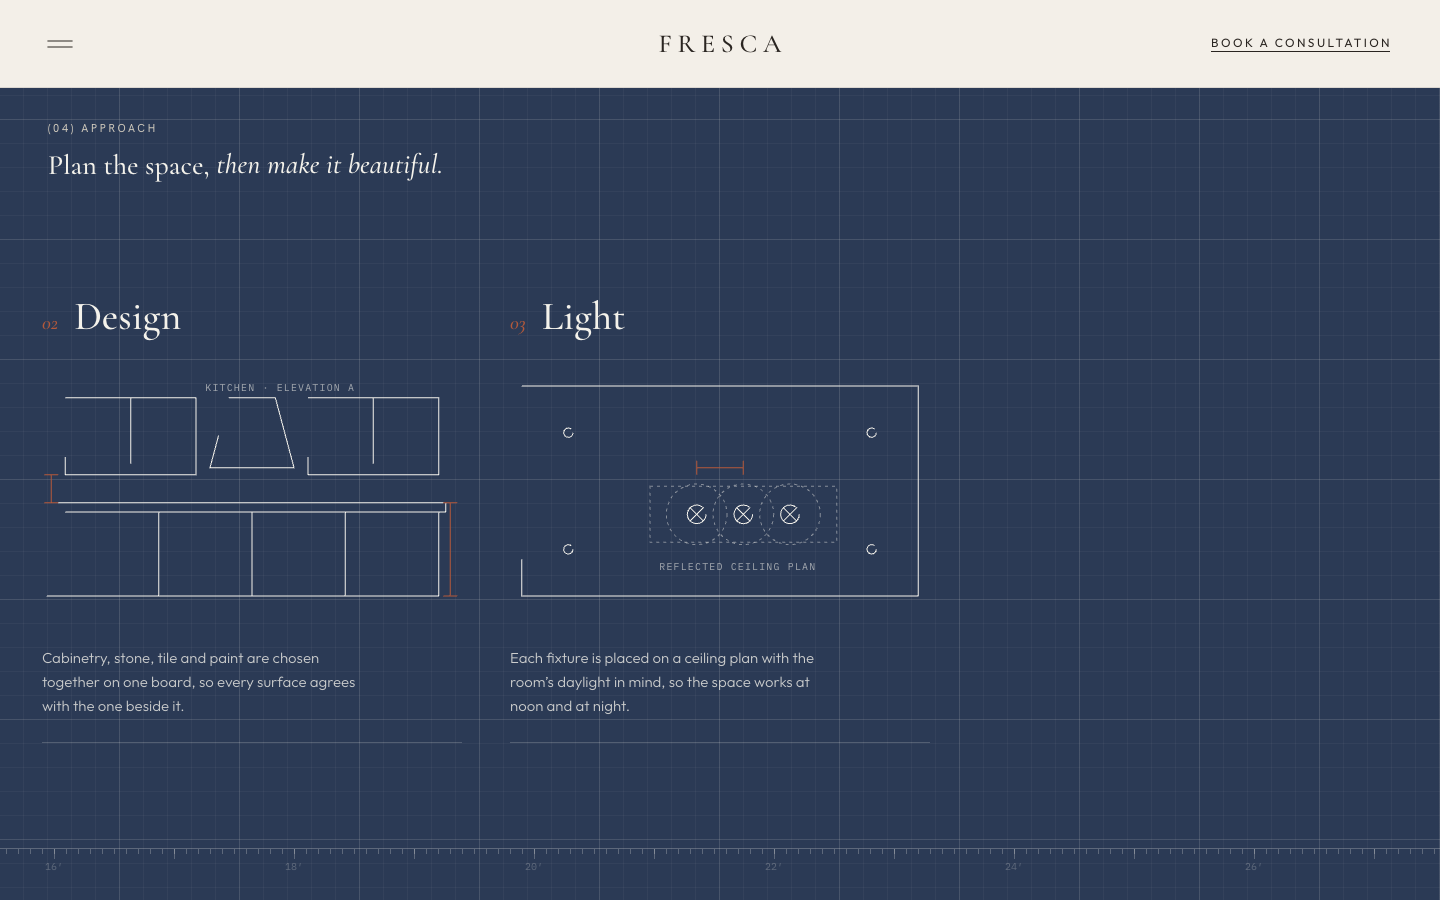 FRESCA
BOOK A CONSULTATION
(04) APPROACH
Plan the space, then make it beautiful.
02 Design
03 Light
KITCHEN · ELEVATION A
REFLECTED CEILING PLAN
Cabinetry, stone, tile and paint are chosen
together on one board, so every surface agrees
with the one beside it.
Each fixture is placed on a ceiling plan with the
room’s daylight in mind, so the space works at
noon and at night.
16' 18' 20' 22' 24' 26'